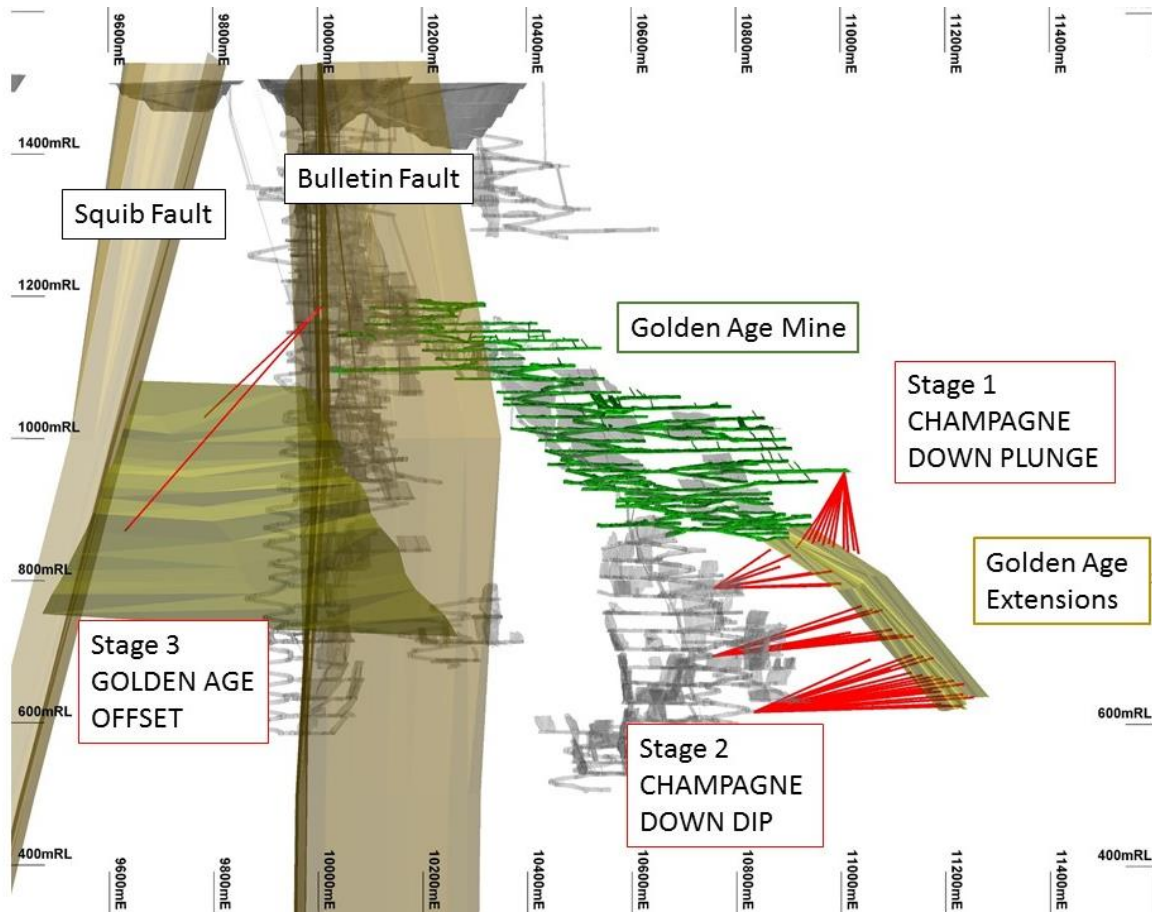 9600mE
9800mE
10000mE
10200mE
10400mE
10600mE
10800mE
11000mE
11200mE
11400mE
1400mRL
Bulletin Fault
Squib Fault
1200mRL
Golden Age Mine
Stage 1
CHAMPAGNE
DOWN PLUNGE
1000mRL
800mRL
Golden Age
Extensions
Stage 3
GOLDEN AGE
OFFSET
600mRL
600mRL
Stage 2
CHAMPAGNE
DOWN DIP
400mRL
400mRL
9600mE
9800mE
10000mE
10200mE
10400mE
10600mE
10800mE
11000mE
11200mE
11400mE